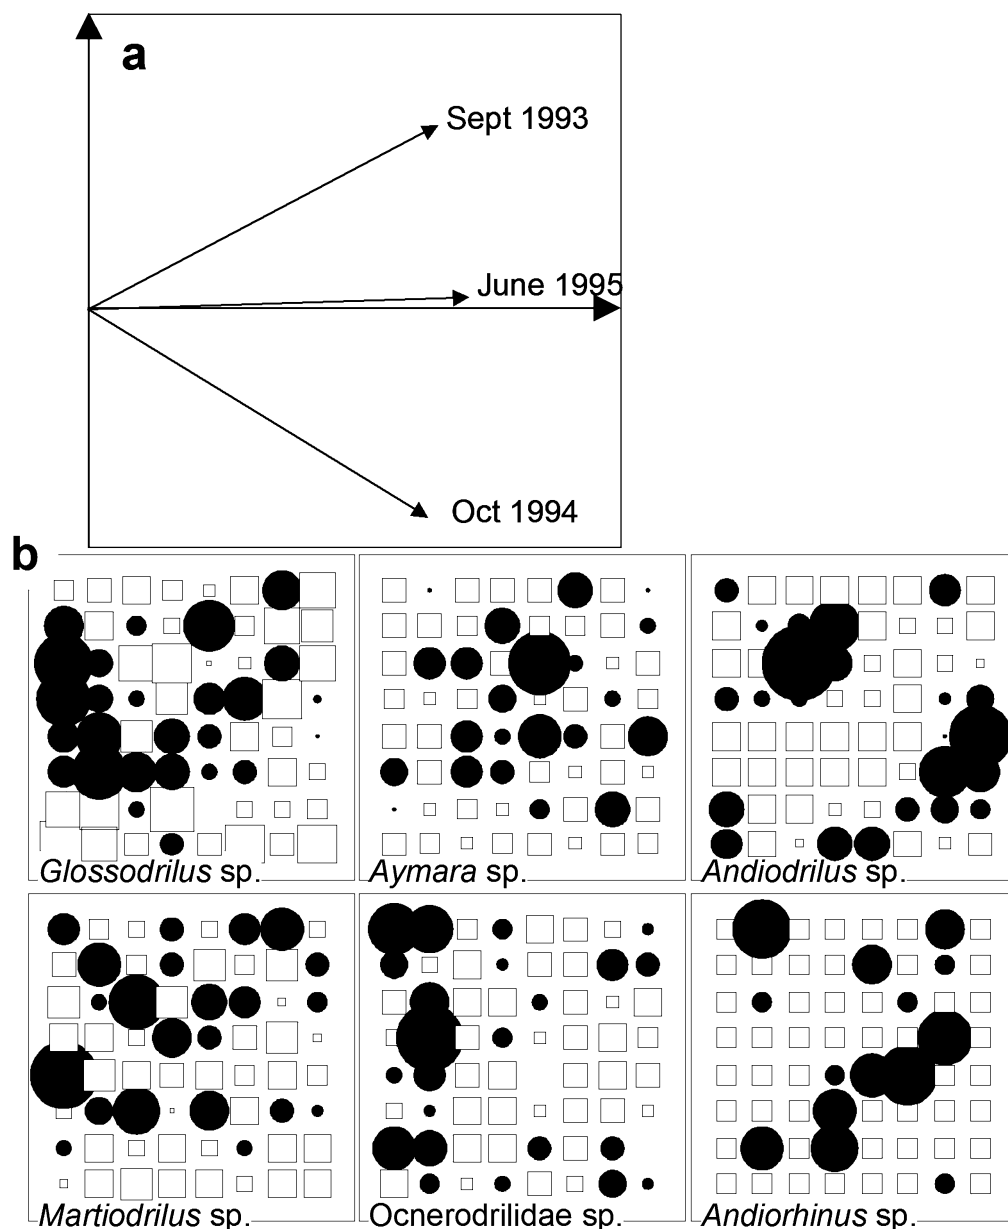 a
Sept 1993
June 1995
Oct 1994
b
Glossodrilus sp.
Aymara sp.
Andiodrilus sp.
Martiodrilus sp.
Ocnerodrilidae sp.
Andiorhinus sp.